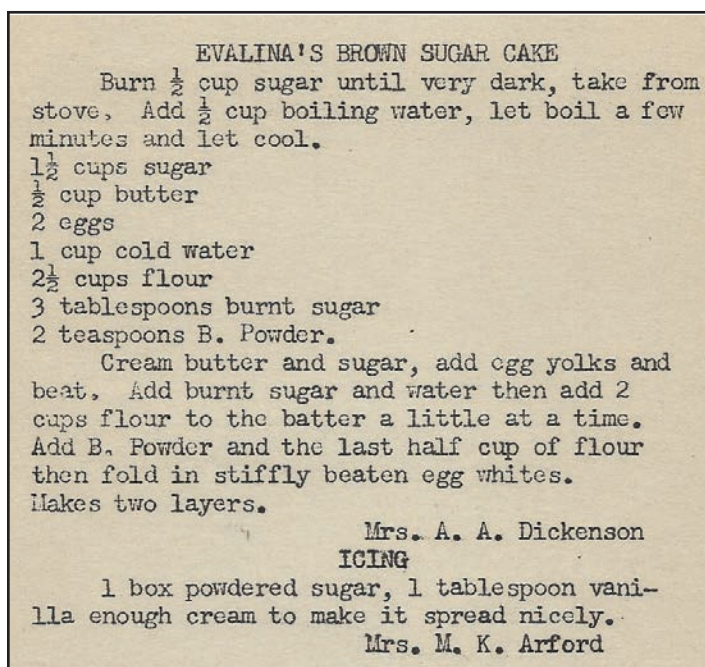 EVALINA'S BROWN SUGAR CAKE
Burn ½ cup sugar until very dark, take from
stove. Add ½ cup boiling water, let boil a few
minutes and let cool.
1½ cups sugar
½ cup butter
2 eggs
1 cup cold water
2½ cups flour
3 tablespoons burnt sugar
2 teaspoons B. Powder.
Cream butter and sugar, add egg yolks and
beat. Add burnt sugar and water then add 2
cups flour to the batter a little at a time.
Add B. Powder and the last half cup of flour
then fold in stiffly beaten egg whites.
Makes two layers.
Mrs. A. A. Dickenson
ICING
1 box powdered sugar, 1 tablespoon vani-
lla enough cream to make it spread nicely.
Mrs. M. K. Arford